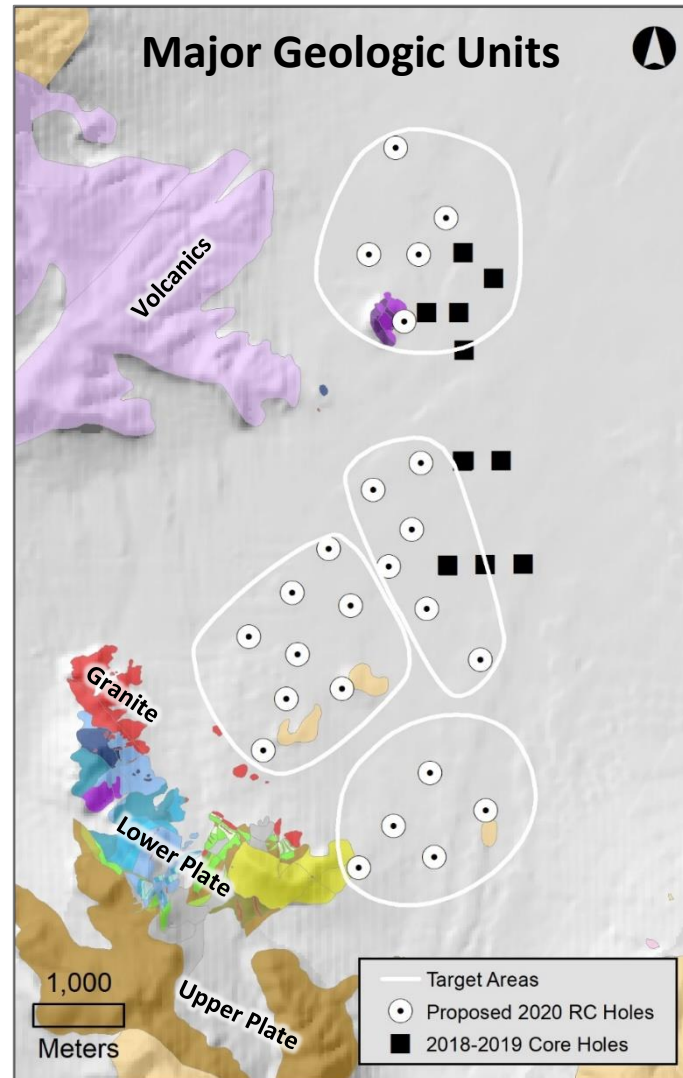 Major Geologic Units
Volcanics
Granite
Lower Plate
Upper Plate
1,000
Meters
Target Areas
Proposed 2020 RC Holes
2018-2019 Core Holes